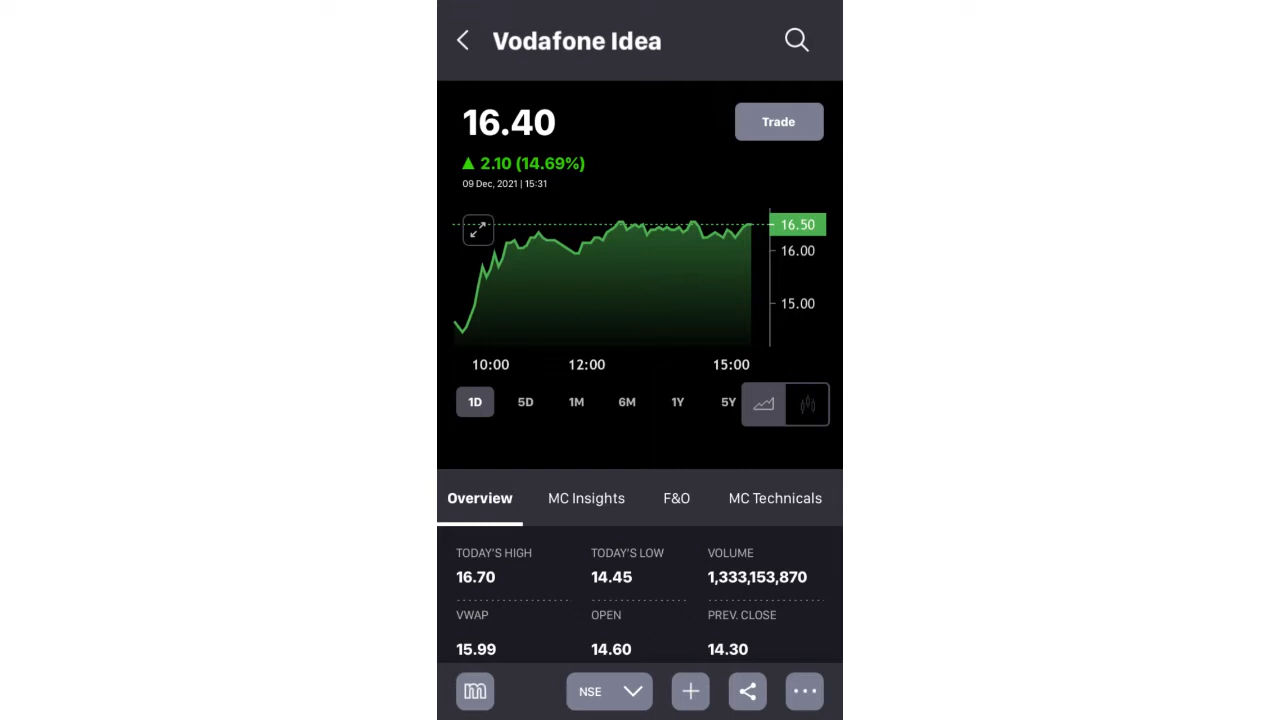 Vodafone Idea
16.40
Trade
▲ 2.10 (14.69%)
09 Dec, 2021 | 15:31
16.50
16.00
15.00
10:00 12:00 15:00
1D 5D 1M 6M 1Y 5Y
Overview MC Insights F&O MC Technicals
TODAY'S HIGH TODAY'S LOW VOLUME
16.70 14.45 1,333,153,870
VWAP OPEN PREV. CLOSE
15.99 14.60 14.30
m NSE